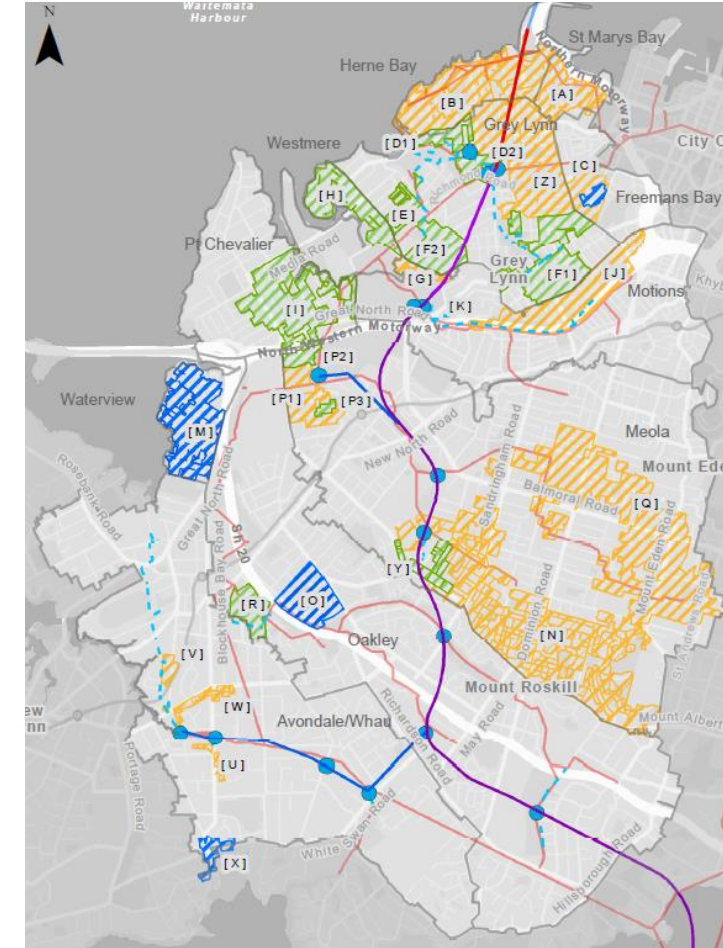 N
Waitemata
Harbour
St Marys Bay
Herne Bay
Northern Motorway
[A]
[B]
Grey Lynn
City C
Westmere
[D1]
[D2]
[C]
Richmond Road
[Z]
[H]
Freemans Bay
[E]
Pt Chevalier
Meola Road
[F2]
Grey
Lynn
[F1]
[G]
[J]
Khyb
Motions
[I]
Great North Road
[K]
North Western Motorway
[P2]
Waterview
[P1]
[P3]
[M]
New North Road
Meola
Sandringham Road
Mount Ede
Rosebank Road
Great North Road
Balmoral Road
[Q]
Sh 20
Mount Eden Road
Blockhouse Bay Road
[Y]
[R]
[O]
Dominion Road
St Andrews Road
Oakley
[N]
[V]
Mount Roskill
[W]
Avondale/Whau
Richardson Road
May Road
Mount Albert
ew
nn
Portage Road
[U]
White Swan Road
[X]
Hillsborough Road